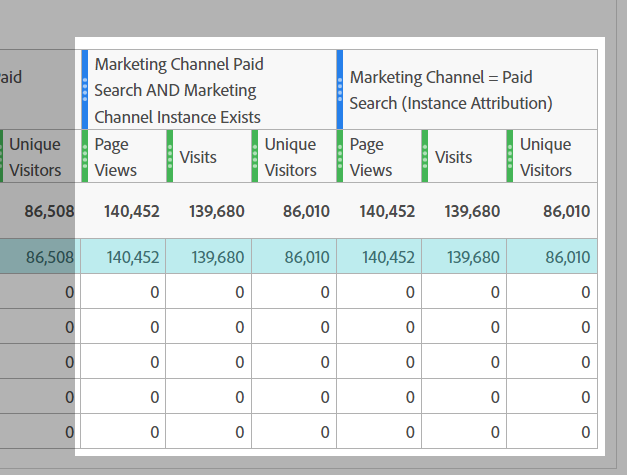 aid
Marketing Channel Paid
Search AND Marketing
Channel Instance Exists
Marketing Channel = Paid
Search (Instance Attribution)
Unique
Visitors
Page
Views
Visits
Unique
Visitors
Page
Views
Visits
Unique
Visitors
86,508 140,452 139,680 86,010 140,452 139,680 86,010
86,508 140,452 139,680 86,010 140,452 139,680 86,010
0 0 0 0 0 0 0
0 0 0 0 0 0 0
0 0 0 0 0 0 0
0 0 0 0 0 0 0
0 0 0 0 0 0 0